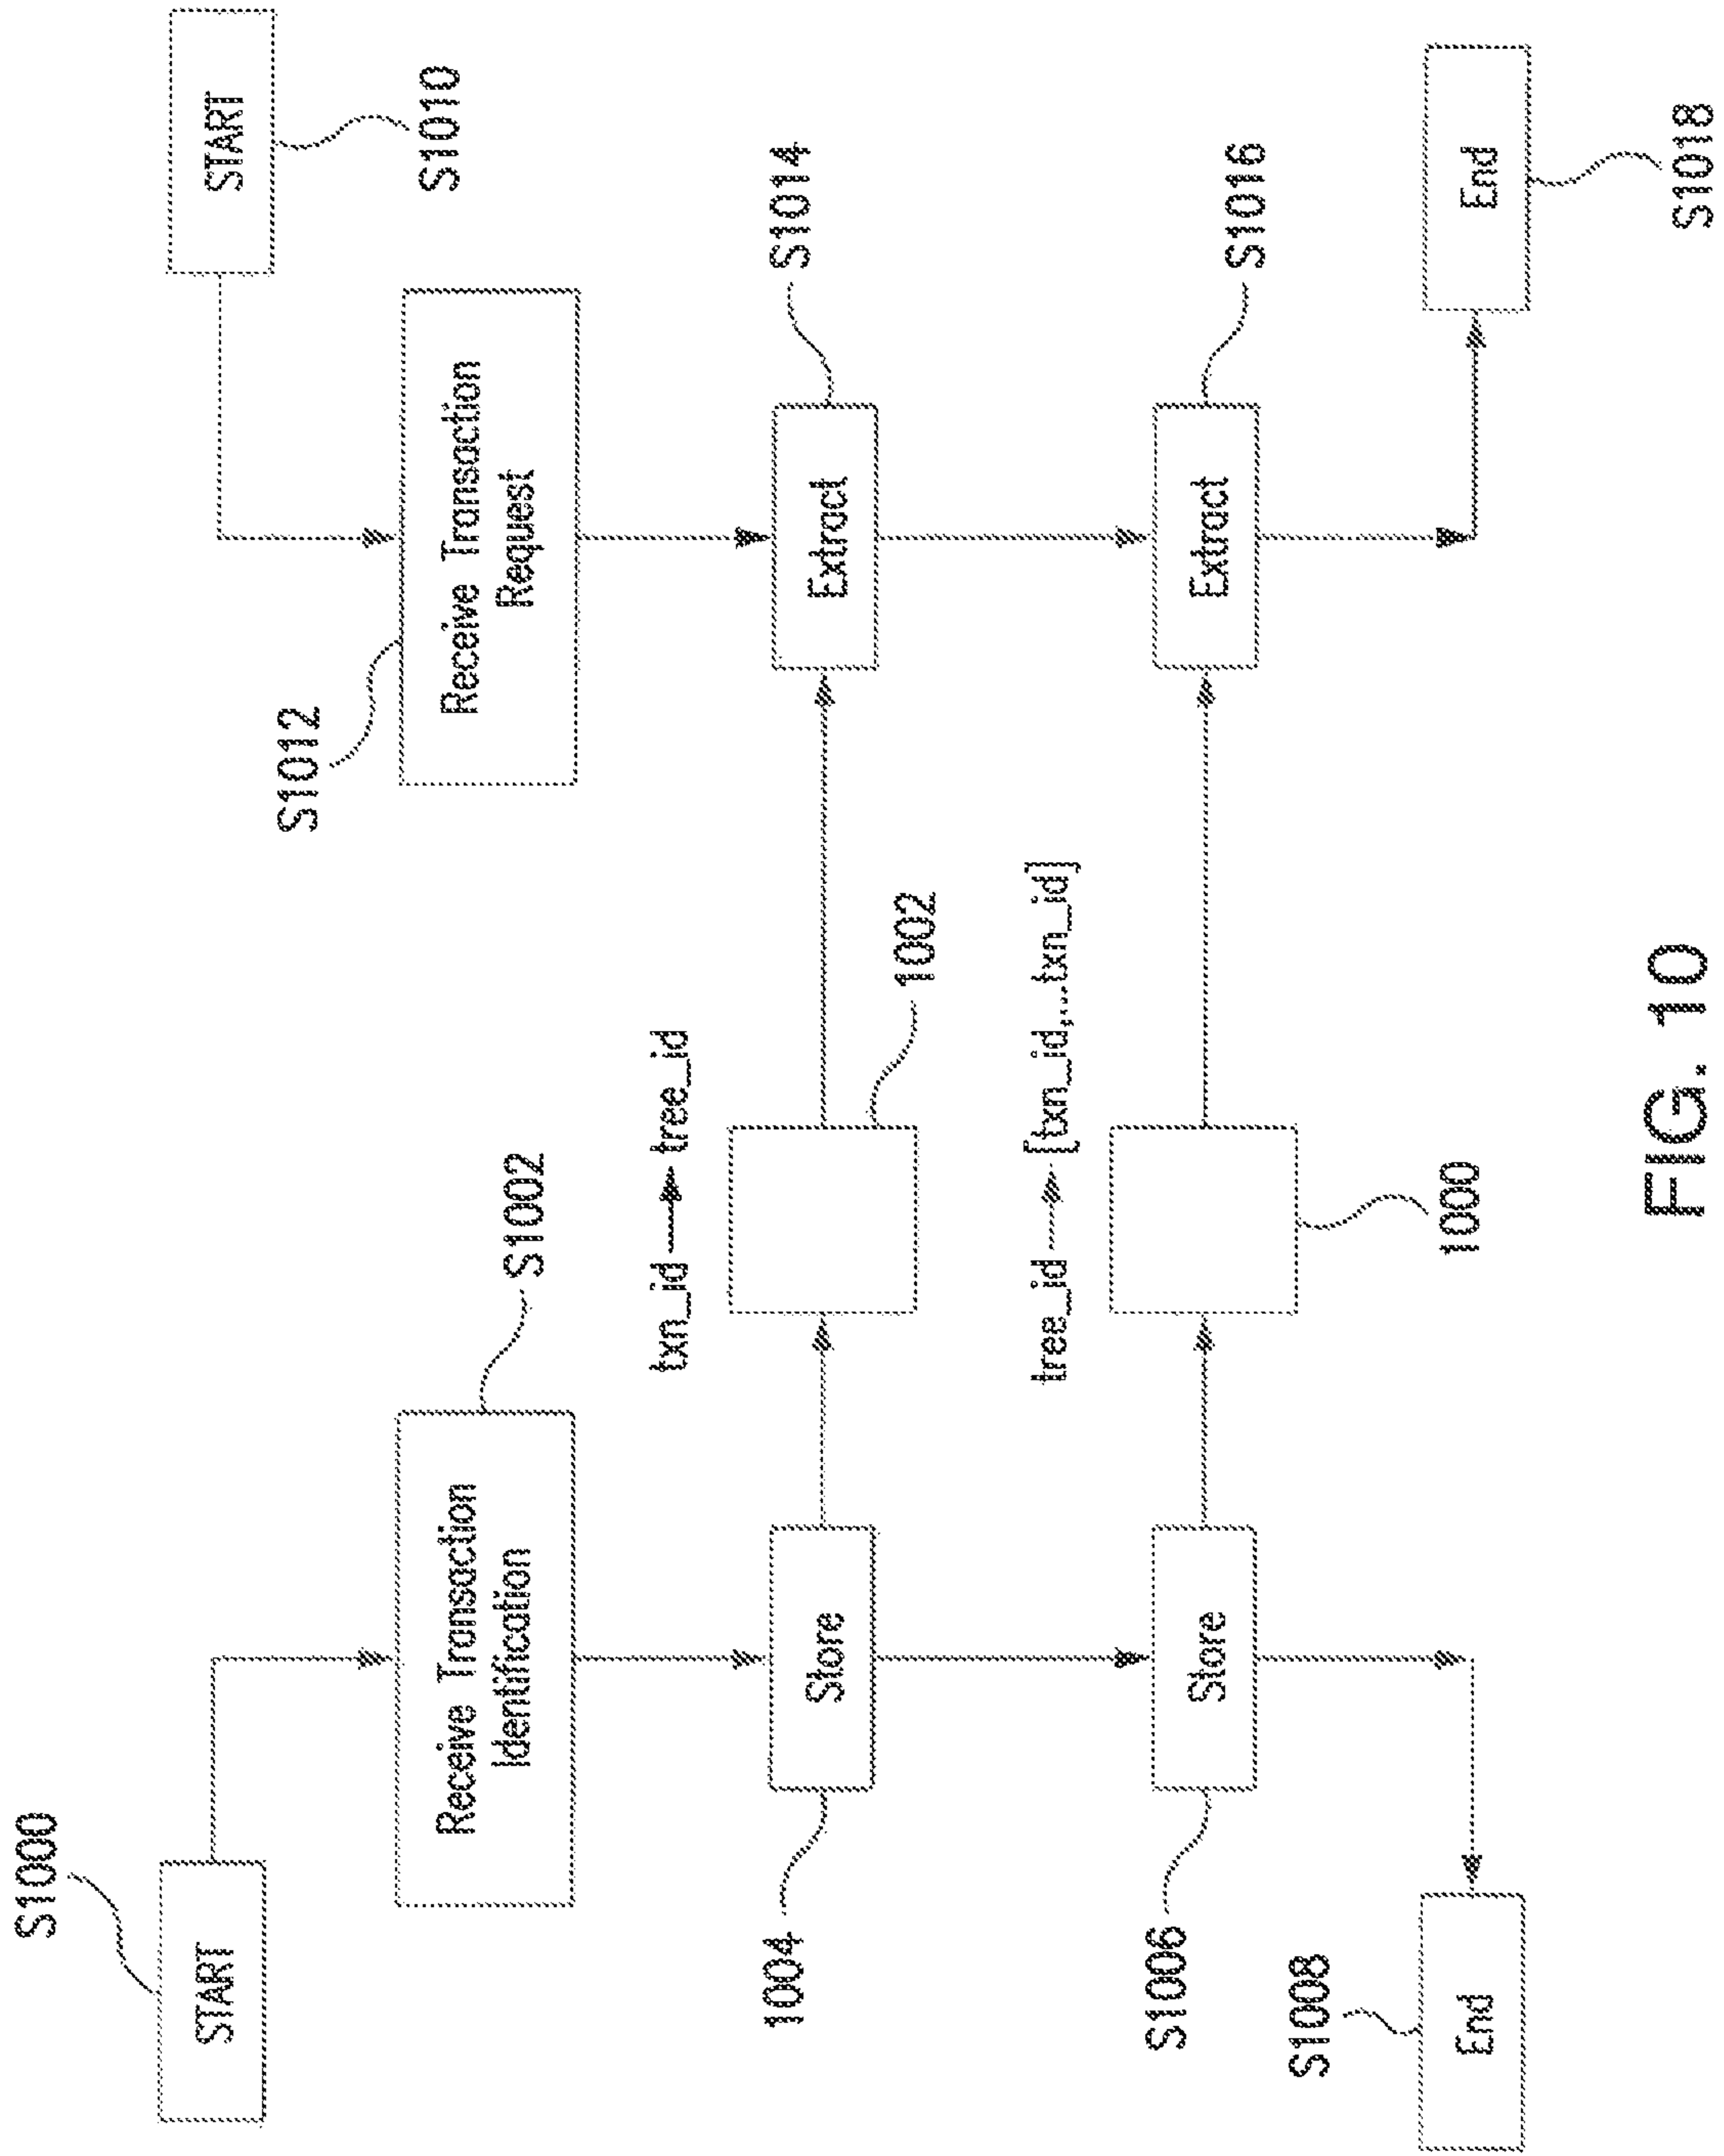 S1000
START
START
S1010
S1012
Receive Transaction
Identification
S1002
Receive Transaction
Request
txn_id → tree_id
S1014
1004
Store
1002
Extract
tree_id → [txn_id,...txn_id]
S1006
Store
1000
Extract
S1016
S1008
End
End
S1018
FIG. 10